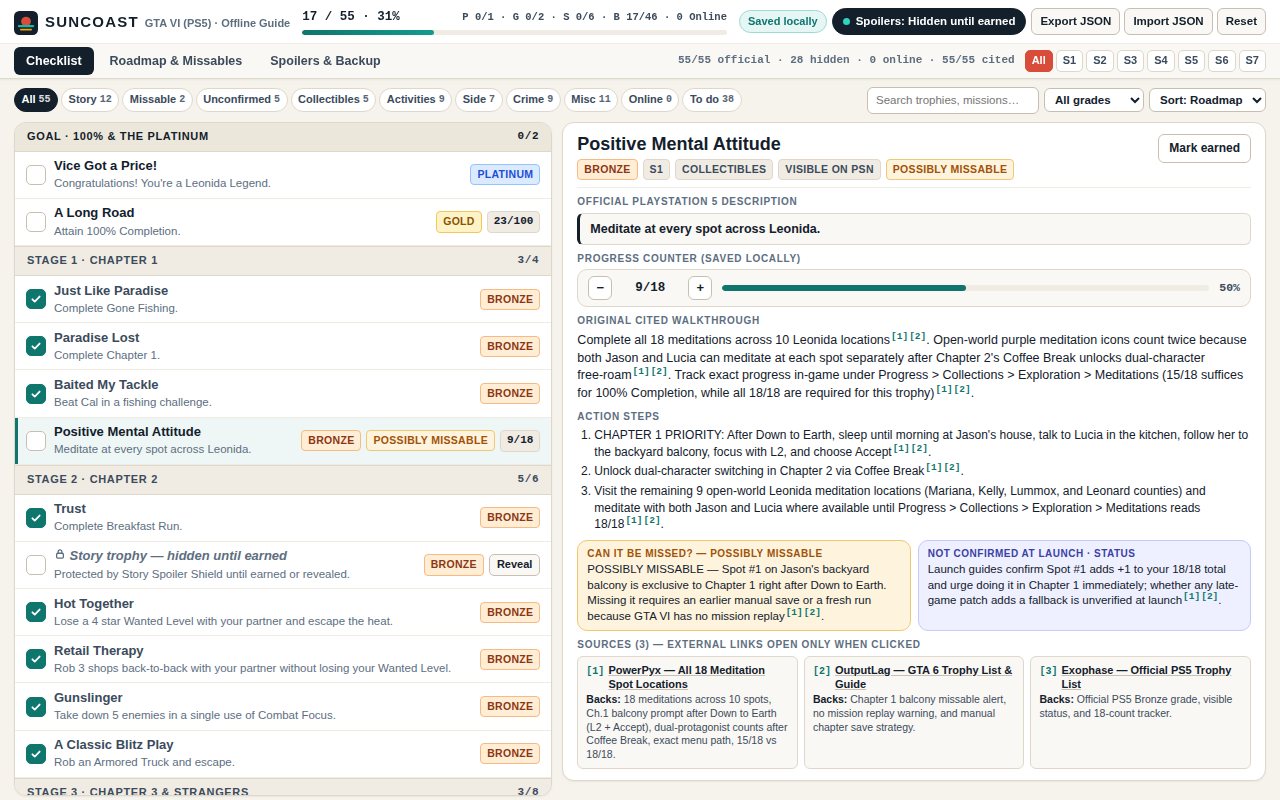 SUNCOAST GTA VI (PS5) · Offline Guide
17 / 55 · 31%
P 0/1 · G 0/2 · S 0/6 · B 17/46 · 0 Online
Saved locally
Spoilers: Hidden until earned
Export JSON
Import JSON
Reset
Checklist
Roadmap & Missables
Spoilers & Backup
55/55 official · 28 hidden · 0 online · 55/55 cited
All
S1
S2
S3
S4
S5
S6
S7
All 55
Story 12
Missable 2
Unconfirmed 5
Collectibles 5
Activities 9
Side 7
Crime 9
Misc 11
Online 0
To do 38
Search trophies, missions…
All grades
Sort: Roadmap
GOAL · 100% & THE PLATINUM 0/2
Vice Got a Price!
Congratulations! You're a Leonida Legend.
PLATINUM
A Long Road
Attain 100% Completion.
GOLD
23/100
STAGE 1 · CHAPTER 1 3/4
Just Like Paradise
Complete Gone Fishing.
BRONZE
Paradise Lost
Complete Chapter 1.
BRONZE
Baited My Tackle
Beat Cal in a fishing challenge.
BRONZE
Positive Mental Attitude
Meditate at every spot across Leonida.
BRONZE
POSSIBLY MISSABLE
9/18
STAGE 2 · CHAPTER 2 5/6
Trust
Complete Breakfast Run.
BRONZE
Story trophy — hidden until earned
Protected by Story Spoiler Shield until earned or revealed.
BRONZE
Reveal
Hot Together
Lose a 4 star Wanted Level with your partner and escape the heat.
BRONZE
Retail Therapy
Rob 3 shops back-to-back with your partner without losing your Wanted Level.
BRONZE
Gunslinger
Take down 5 enemies in a single use of Combat Focus.
BRONZE
A Classic Blitz Play
Rob an Armored Truck and escape.
BRONZE
STAGE 3 · CHAPTER 3 & STRANGERS 3/8
Positive Mental Attitude
Mark earned
BRONZE
S1
COLLECTIBLES
VISIBLE ON PSN
POSSIBLY MISSABLE
OFFICIAL PLAYSTATION 5 DESCRIPTION
Meditate at every spot across Leonida.
PROGRESS COUNTER (SAVED LOCALLY)
− 9/18 + 50%
ORIGINAL CITED WALKTHROUGH
Complete all 18 meditations across 10 Leonida locations[1][2]. Open-world purple meditation icons count twice because
both Jason and Lucia can meditate at each spot separately after Chapter 2's Coffee Break unlocks dual-character
free-roam[1][2]. Track exact progress in-game under Progress > Collections > Exploration > Meditations (15/18 suffices
for 100% Completion, while all 18/18 are required for this trophy)[1][2].
ACTION STEPS
1. CHAPTER 1 PRIORITY: After Down to Earth, sleep until morning at Jason's house, talk to Lucia in the kitchen, follow her to
the backyard balcony, focus with L2, and choose Accept[1][2].
2. Unlock dual-character switching in Chapter 2 via Coffee Break[1][2].
3. Visit the remaining 9 open-world Leonida meditation locations (Mariana, Kelly, Lummox, and Leonard counties) and
meditate with both Jason and Lucia where available until Progress > Collections > Exploration > Meditations reads
18/18[1][2].
CAN IT BE MISSED? — POSSIBLY MISSABLE
POSSIBLY MISSABLE — Spot #1 on Jason's backyard
balcony is exclusive to Chapter 1 right after Down to Earth.
Missing it requires an earlier manual save or a fresh run
because GTA VI has no mission replay[1][2].
NOT CONFIRMED AT LAUNCH · STATUS
Launch guides confirm Spot #1 adds +1 to your 18/18 total
and urge doing it in Chapter 1 immediately; whether any late-
game patch adds a fallback is unverified at launch[1][2].
SOURCES (3) — EXTERNAL LINKS OPEN ONLY WHEN CLICKED
[1] PowerPyx — All 18 Meditation
Spot Locations
Backs: 18 meditations across 10 spots,
Ch.1 balcony prompt after Down to Earth
(L2 + Accept), dual-protagonist counts after
Coffee Break, exact menu path, 15/18 vs
18/18.
[2] OutputLag — GTA 6 Trophy List &
Guide
Backs: Chapter 1 balcony missable alert,
no mission replay warning, and manual
chapter save strategy.
[3] Exophase — Official PS5 Trophy
List
Backs: Official PS5 Bronze grade, visible
status, and 18-count tracker.